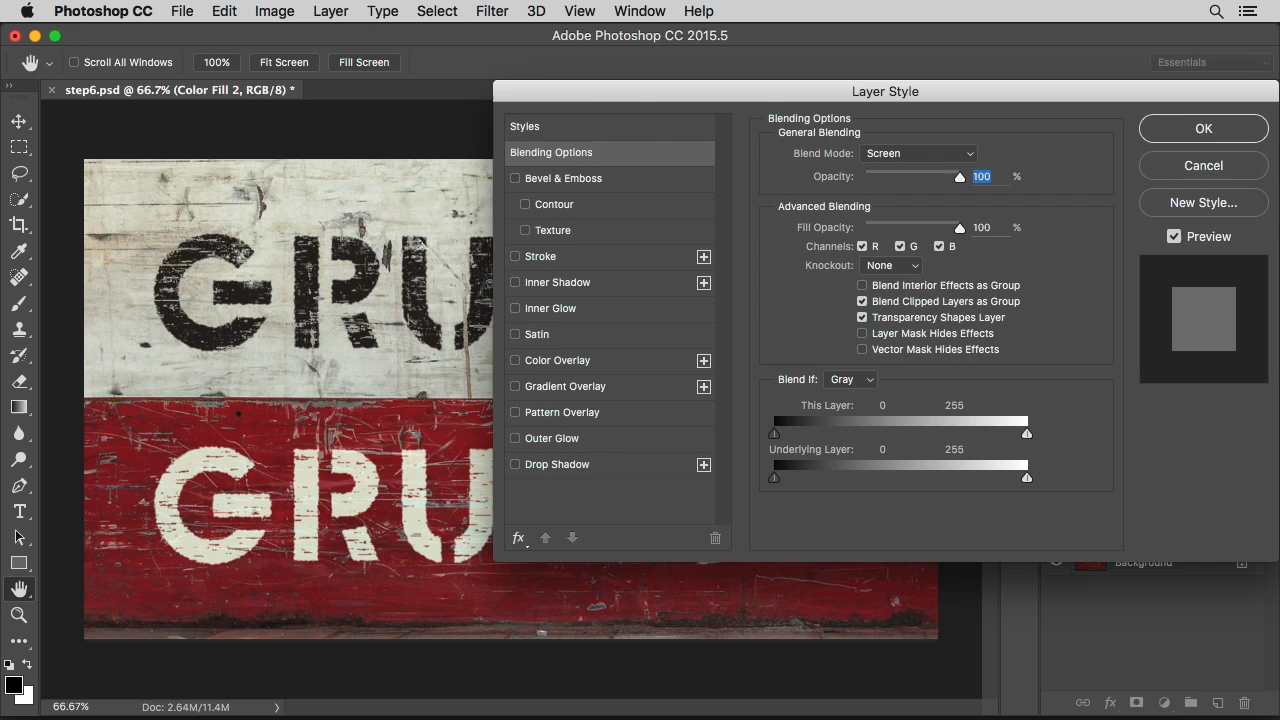 Photoshop CC File Edit Image Layer Type Select Filter 3D View Window Help
Adobe Photoshop CC 2015.5
Scroll All Windows 100% Fit Screen Fill Screen Essentials
step6.psd @ 66.7% (Color Fill 2, RGB/8) *
GRU
GRU
Layer Style
Styles
Blending Options
Bevel & Emboss
Contour
Texture
Stroke
Inner Shadow
Inner Glow
Satin
Color Overlay
Gradient Overlay
Pattern Overlay
Outer Glow
Drop Shadow
fx
Blending Options
General Blending
Blend Mode: Screen
Opacity: 100 %
Advanced Blending
Fill Opacity: 100 %
Channels: R G B
Knockout: None
Blend Interior Effects as Group
Blend Clipped Layers as Group
Transparency Shapes Layer
Layer Mask Hides Effects
Vector Mask Hides Effects
Blend If: Gray
This Layer: 0 255
Underlying Layer: 0 255
OK
Cancel
New Style...
Preview
Background
fx
66.67% Doc: 2.64M/11.4M